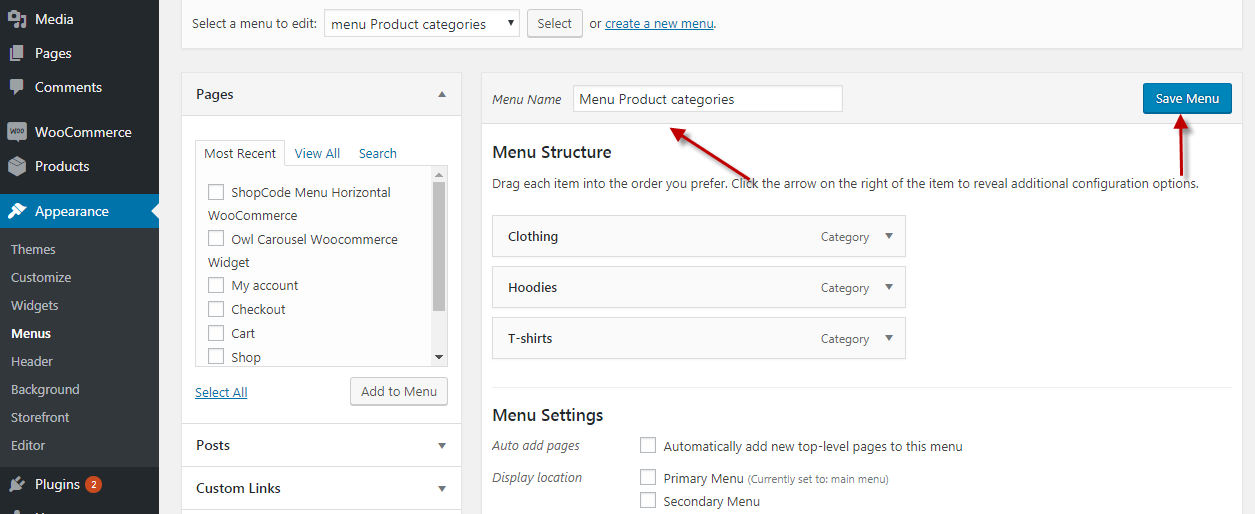 Media
Pages
Comments
WOO
WooCommerce
Products
Appearance
Themes
Customize
Widgets
Menus
Header
Background
Storefront
Editor
Plugins 2
Select a menu to edit: menu Product categories Select or create a new menu.
Pages
Most Recent View All Search
ShopCode Menu Horizontal
WooCommerce
Owl Carousel Woocommerce
Widget
My account
Checkout
Cart
Shop
Select All Add to Menu
Posts
Custom Links
Menu Name Menu Product categories Save Menu
Menu Structure
Drag each item into the order you prefer. Click the arrow on the right of the item to reveal additional configuration options.
Clothing Category
Hoodies Category
T-shirts Category
Menu Settings
Auto add pages Automatically add new top-level pages to this menu
Display location Primary Menu (Currently set to: main menu)
Secondary Menu